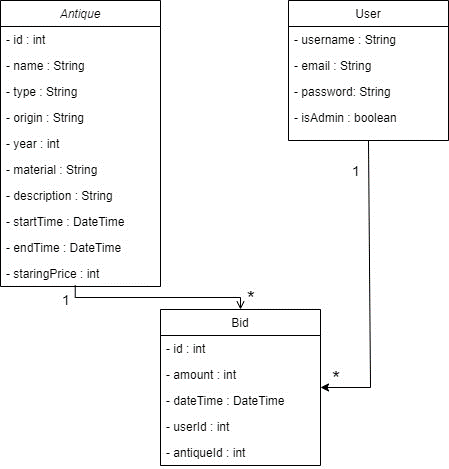 Antique
- id : int
- name : String
- type : String
- origin : String
- year : int
- material : String
- description : String
- startTime : DateTime
- endTime : DateTime
- staringPrice : int
User
- username : String
- email : String
- password: String
- isAdmin : boolean
1
1
*
*
Bid
- id : int
- amount : int
- dateTime : DateTime
- userId : int
- antiqueId : int